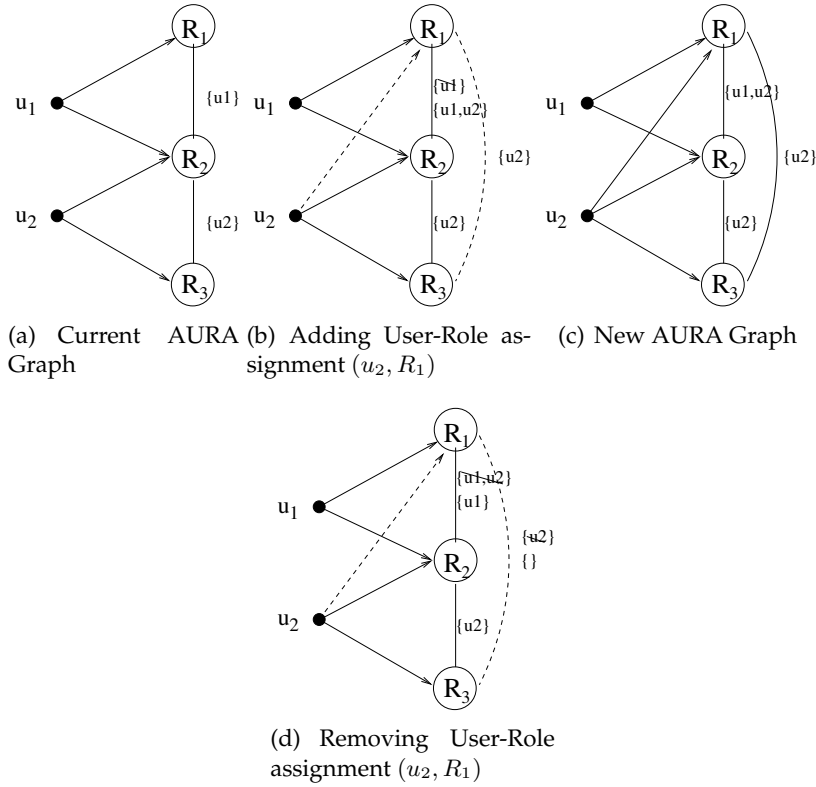 R1
{u1}
u1
R2
u2
{u2}
R3
(a) Current AURA
Graph
R1
{u1}
{u1,u2}
u1
R2
{u2}
u2
{u2}
R3
(b) Adding User-Role as-
signment (u2, R1)
R1
{u1,u2}
u1
R2
{u2}
u2
{u2}
R3
(c) New AURA Graph
R1
{u1,u2}
{u1}
u1
{u2}
{}
R2
u2
{u2}
R3
(d) Removing User-Role
assignment (u2, R1)